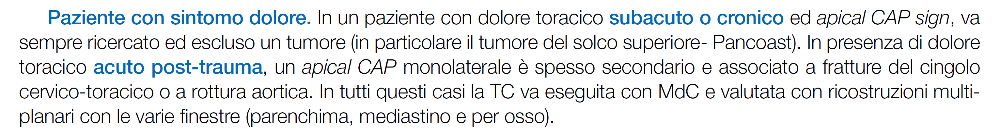 Paziente con sintomo dolore. In un paziente con dolore toracico subacuto o cronico ed apical CAP sign, va
sempre ricercato ed escluso un tumore (in particolare il tumore del solco superiore- Pancoast). In presenza di dolore
toracico acuto post-trauma, un apical CAP monolaterale è spesso secondario e associato a fratture del cingolo
cervico-toracico o a rottura aortica. In tutti questi casi la TC va eseguita con MdC e valutata con ricostruzioni multi-
planari con le varie finestre (parenchima, mediastino e per osso).